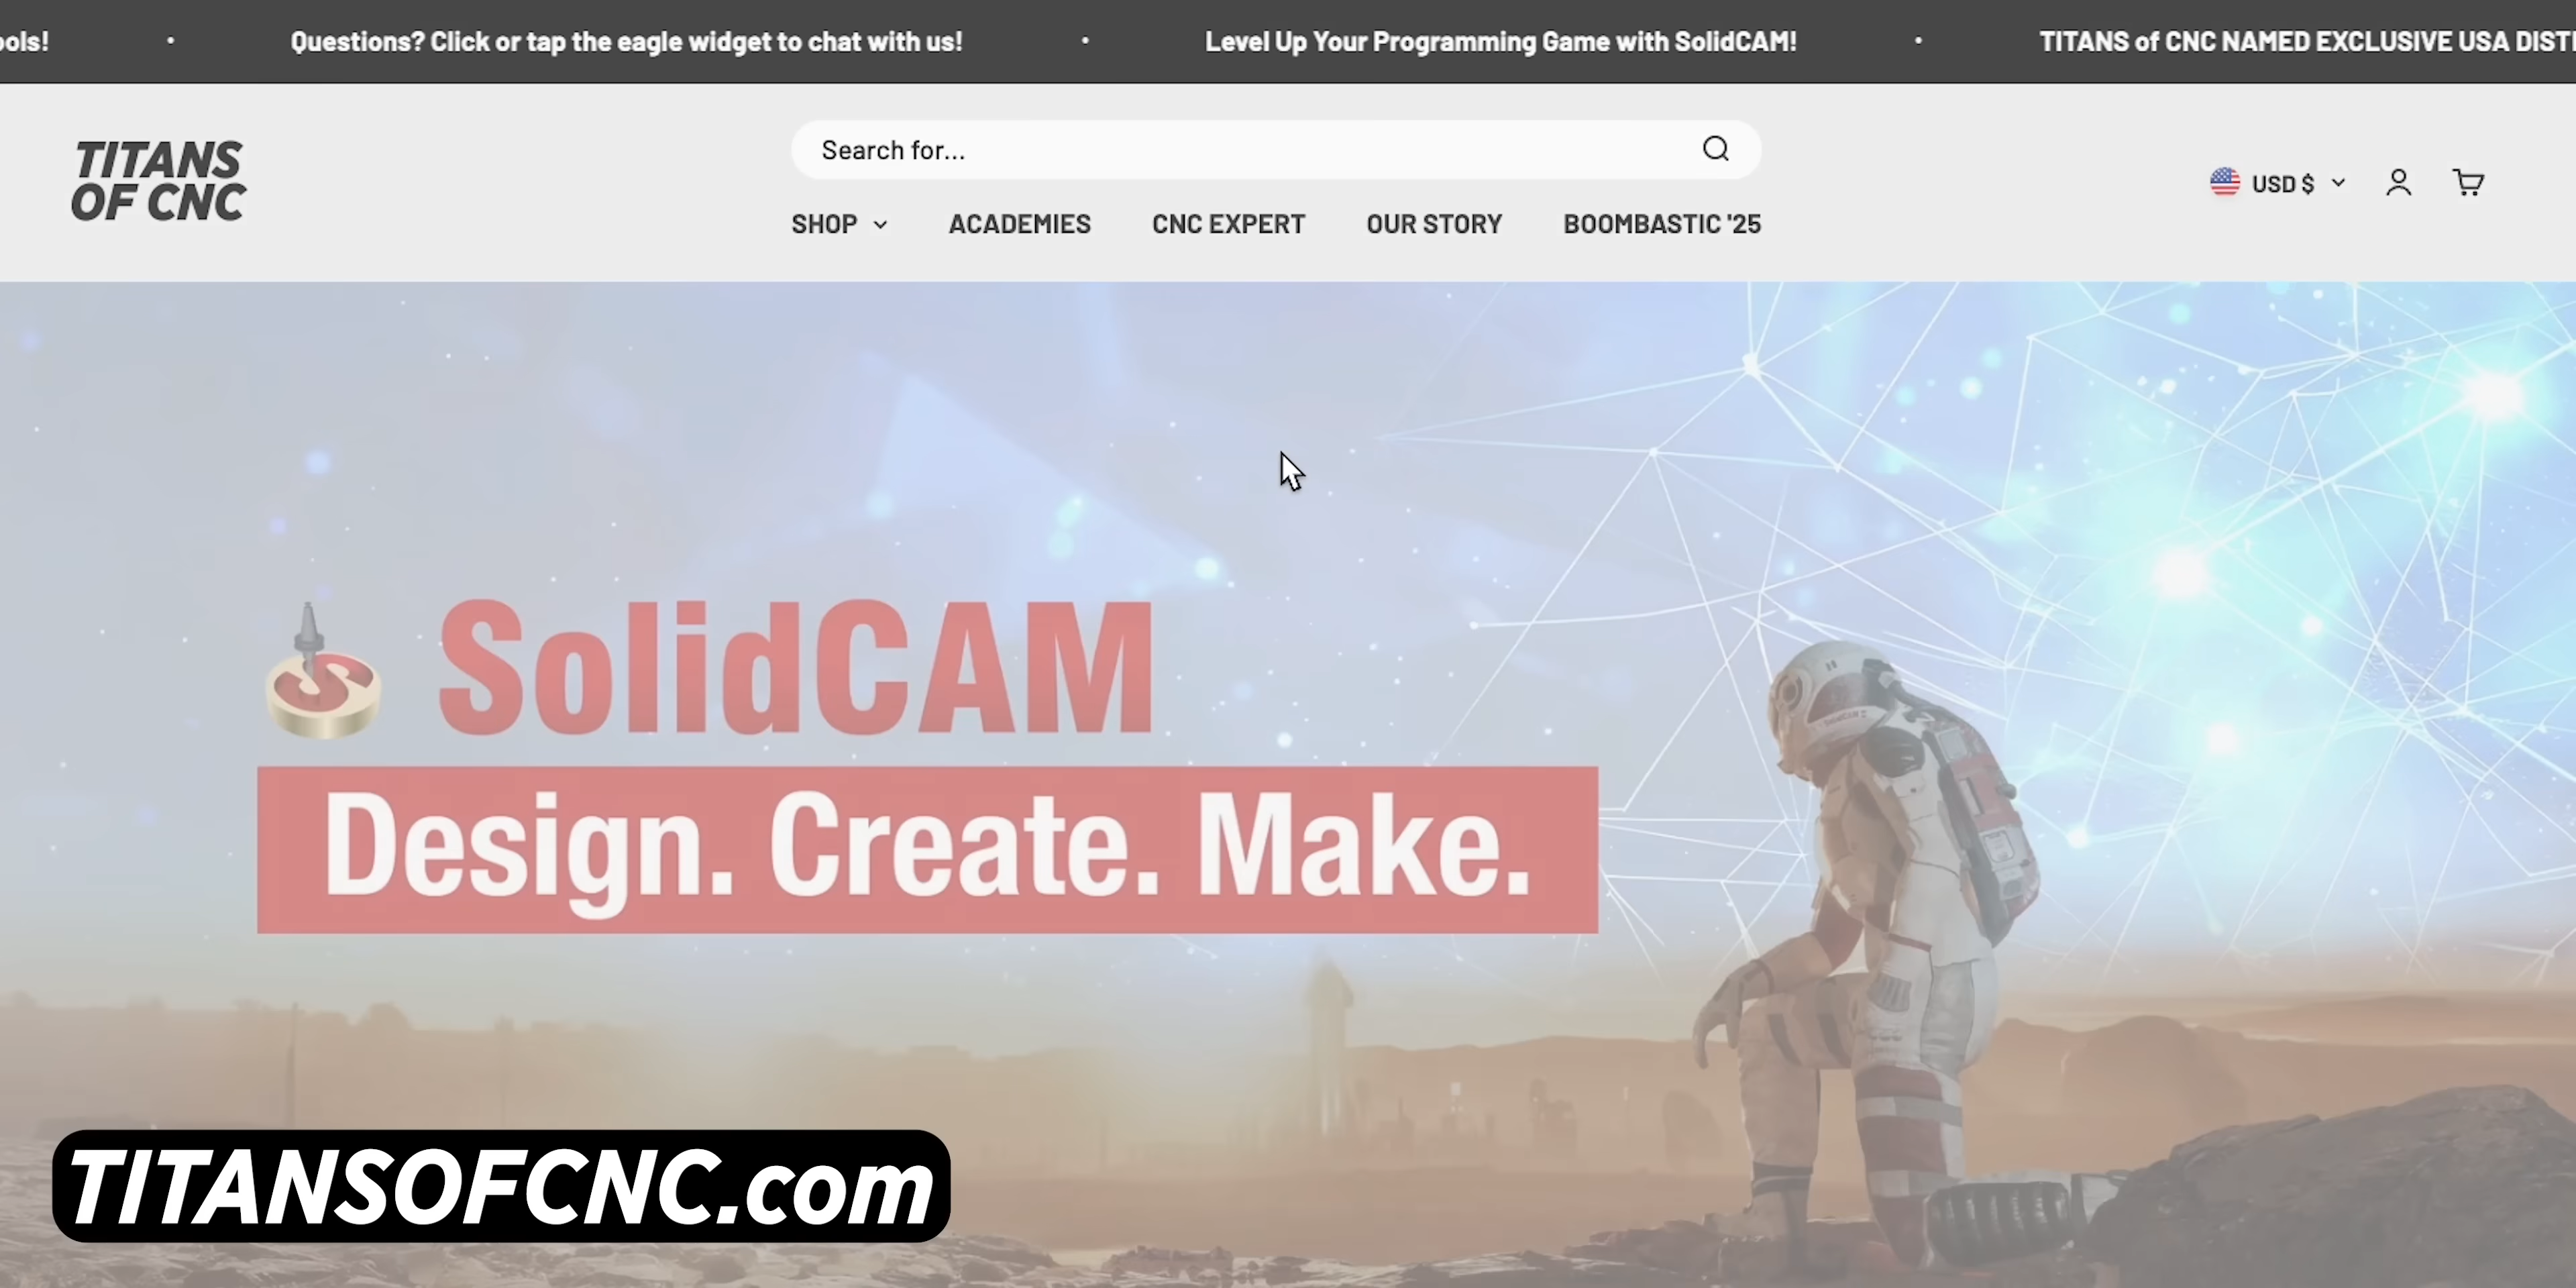 ools!
•
Questions? Click or tap the eagle widget to chat with us!
•
Level Up Your Programming Game with SolidCAM!
•
TITANS of CNC NAMED EXCLUSIVE USA
TITANS
OF CNC
Search for...
USD $
SHOP
ACADEMIES
CNC EXPERT
OUR STORY
BOOMBASTIC '25
SolidCAM
Design. Create. Make.
TITANSOFCNC.com